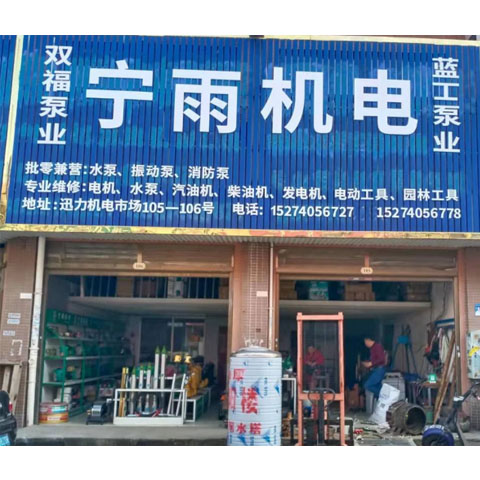 双福泵业
宁雨机电
蓝工泵业
批零兼营:水泵、振动泵、消防泵
专业维修:电机、水泵、汽油机、柴油机、发电机、电动工具、园林工具
地址:迅力机电市场105—106号 电话:15274056727 15274056778
水塔